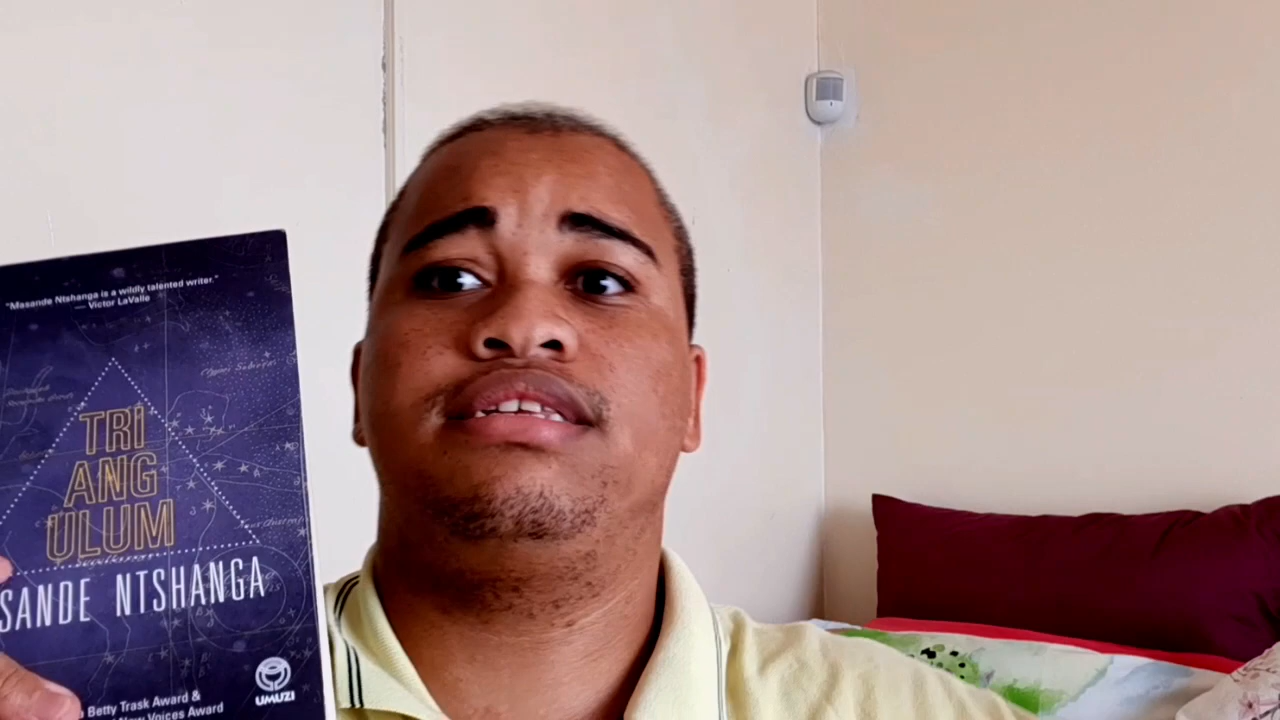 "Masande Ntshanga is a wildly talented writer."
— Victor LaValle
TRI
ANG
ULUM
SANDE NTSHANGA
UMUZI
Betty Trask Award &
New Voices Award